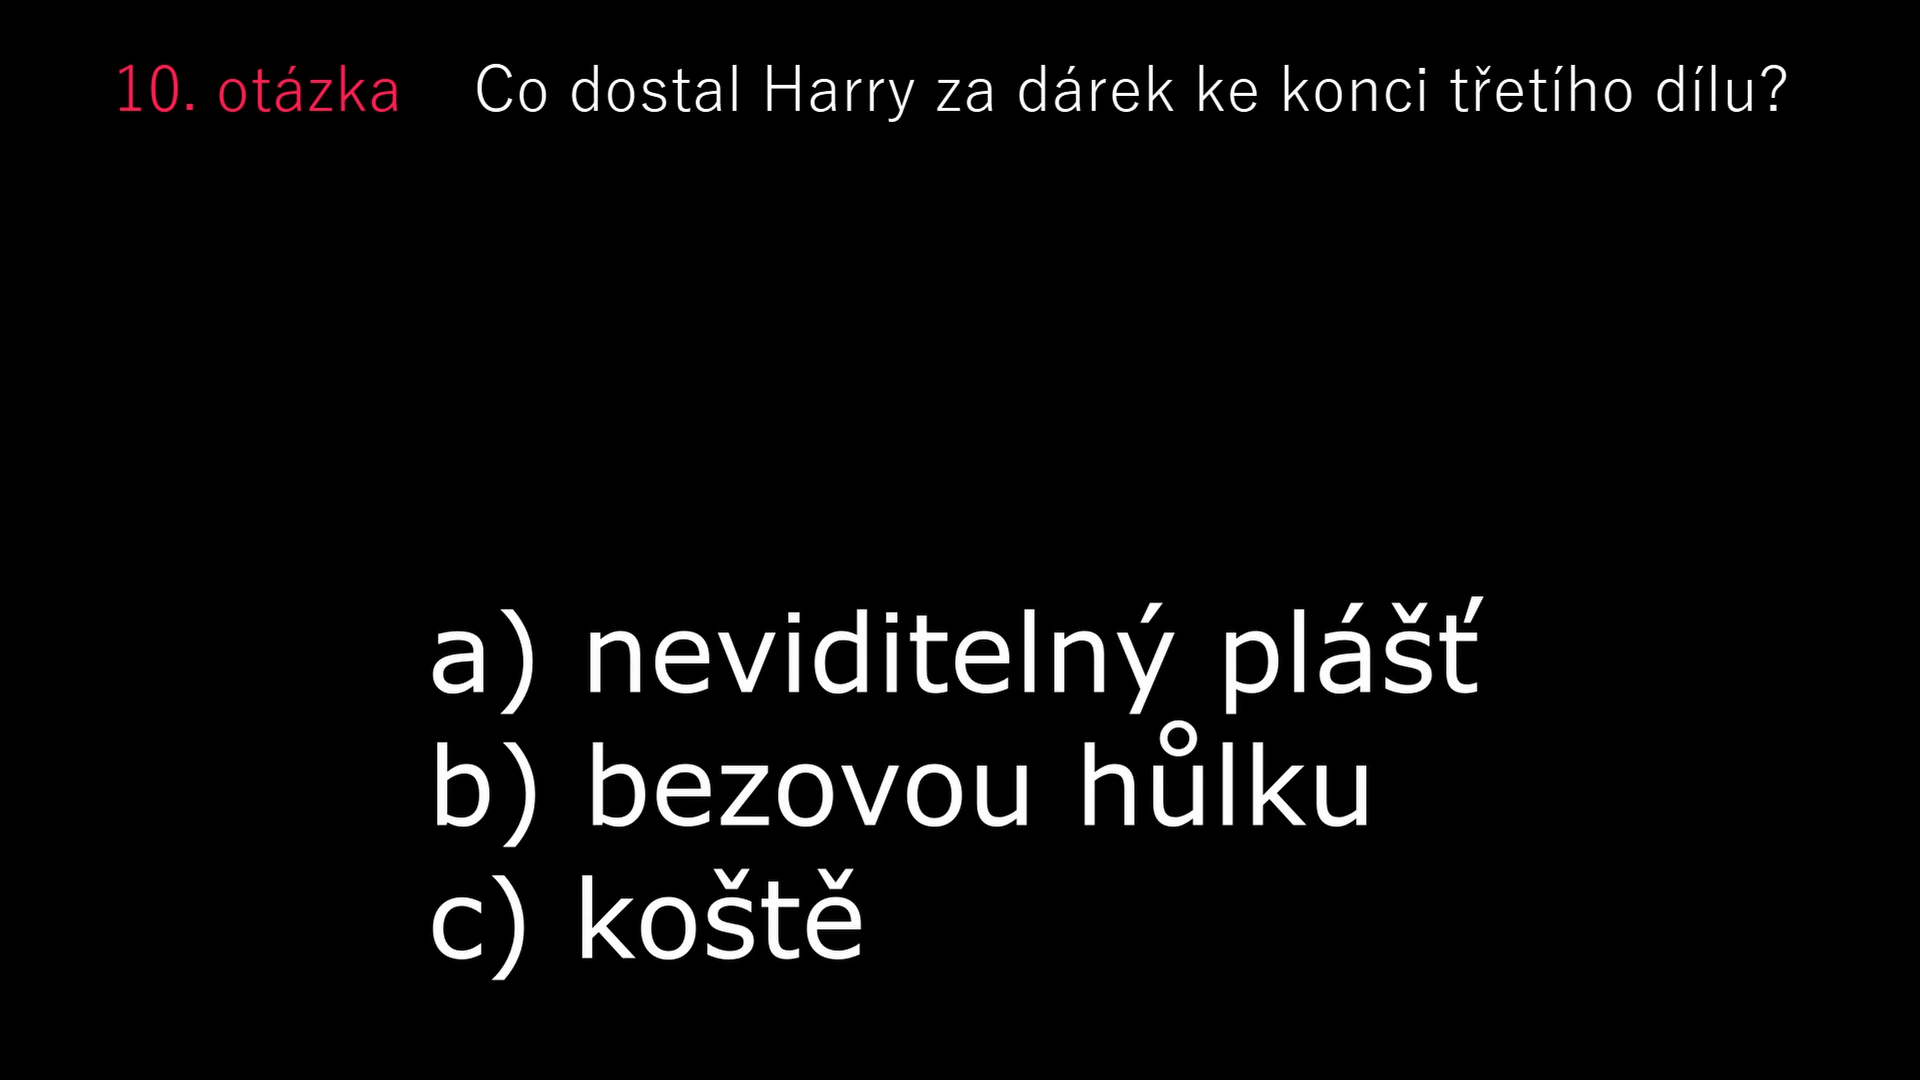 10. otázka Co dostal Harry za dárek ke konci třetího dílu?
a) neviditelný plášť
b) bezovou hůlku
c) koště